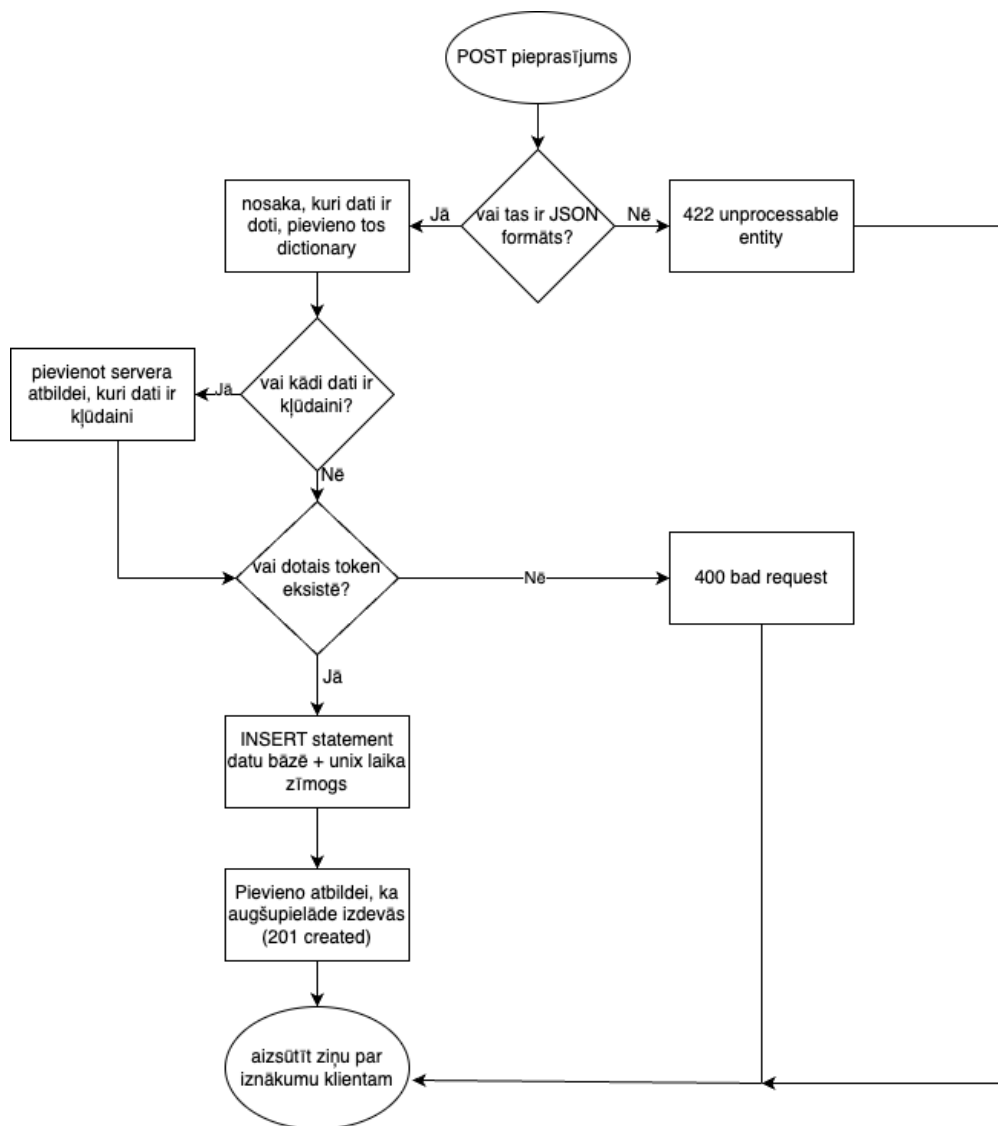 POST pieprasījums
nosaka, kuri dati ir
doti, pievieno tos
dictionary
Jā
vai tas ir JSON
formāts?
Nē
422 unprocessable
entity
pievienot servera
atbildei, kuri dati ir
kļūdaini
Jā
vai kādi dati ir
kļūdaini?
Nē
vai dotais token
eksistē?
Nē
400 bad request
Jā
INSERT statement
datu bāzē + unix laika
zīmogs
Pievieno atbildei, ka
augšupielāde izdevās
(201 created)
aizsūtīt ziņu par
iznākumu klientam